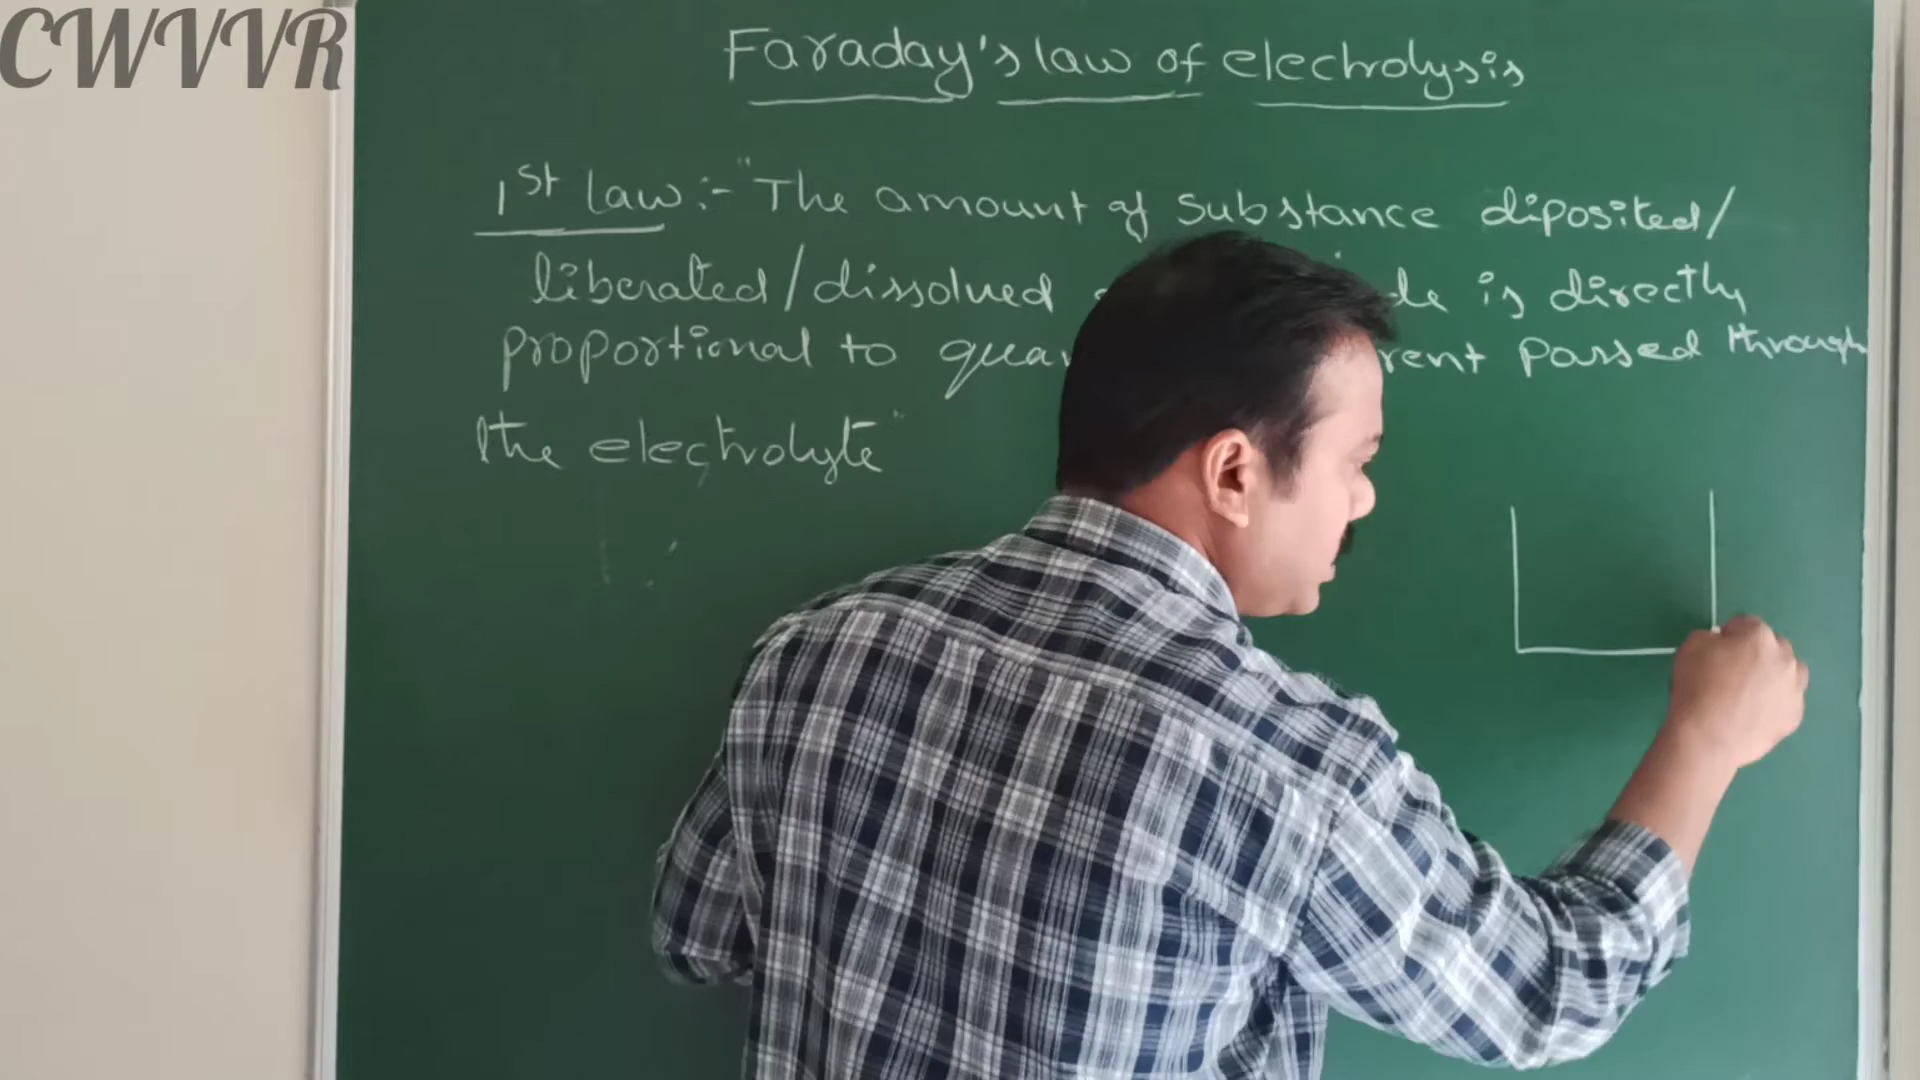 CWVVR
Faraday's law of electrolysis
1st law :- "The amount of substance diposited/
liberated/dissolved is directly
proportional to passed through
the electrolyte"